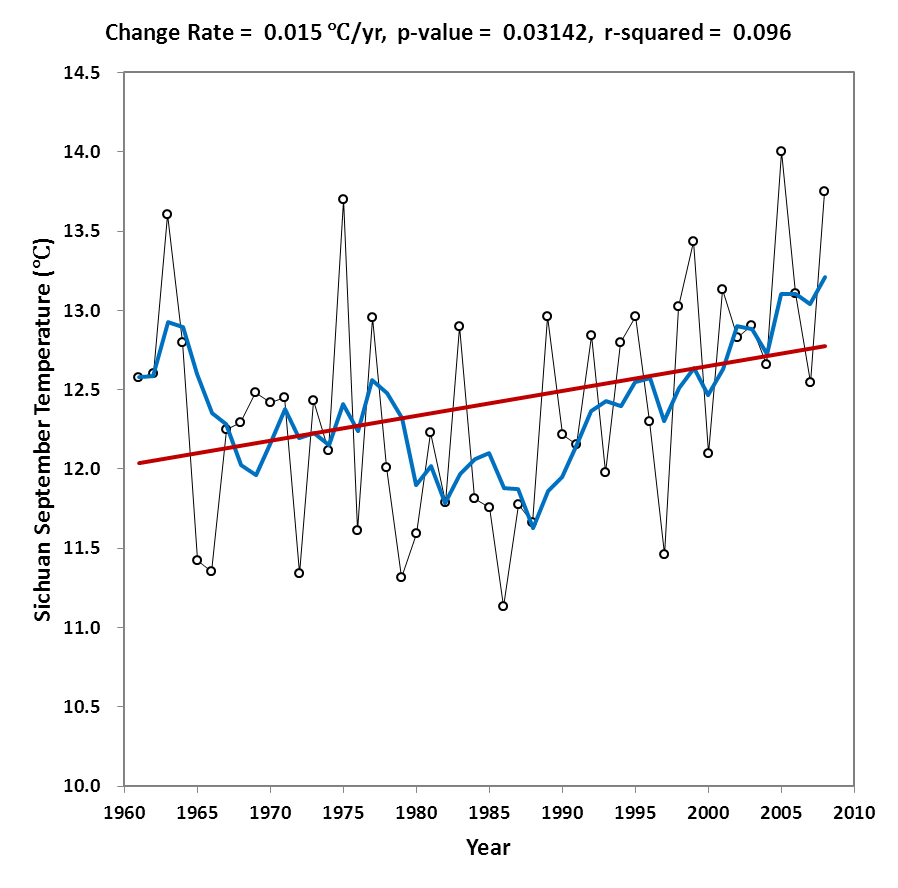 Change Rate = 0.015 ℃/yr, p-value = 0.03142, r-squared = 0.096
14.5
14.0
13.5
13.0
12.5
12.0
11.5
11.0
10.5
10.0
Sichuan September Temperature (℃)
1960 1965 1970 1975 1980 1985 1990 1995 2000 2005 2010
Year